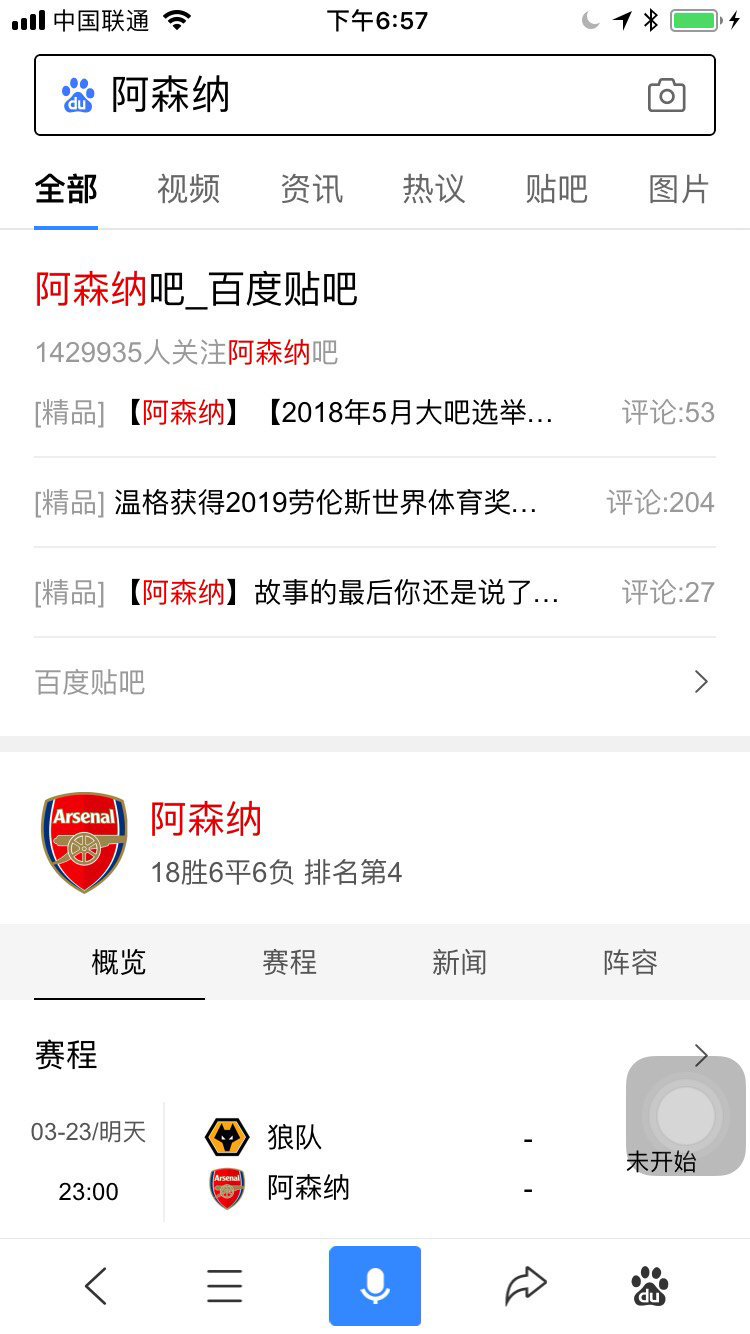 中国联通 下午6:57
du 阿森纳
全部 视频 资讯 热议 贴吧 图片
阿森纳吧_百度贴吧
1429935人关注阿森纳吧
[精品] 【阿森纳】【2018年5月大吧选举... 评论:53
[精品] 温格获得2019劳伦斯世界体育奖... 评论:204
[精品] 【阿森纳】故事的最后你还是说了... 评论:27
百度贴吧
Arsenal
阿森纳
18胜6平6负 排名第4
概览 赛程 新闻 阵容
赛程
03-23/明天
23:00
狼队 -
Arsenal 阿森纳 -
未开始
du